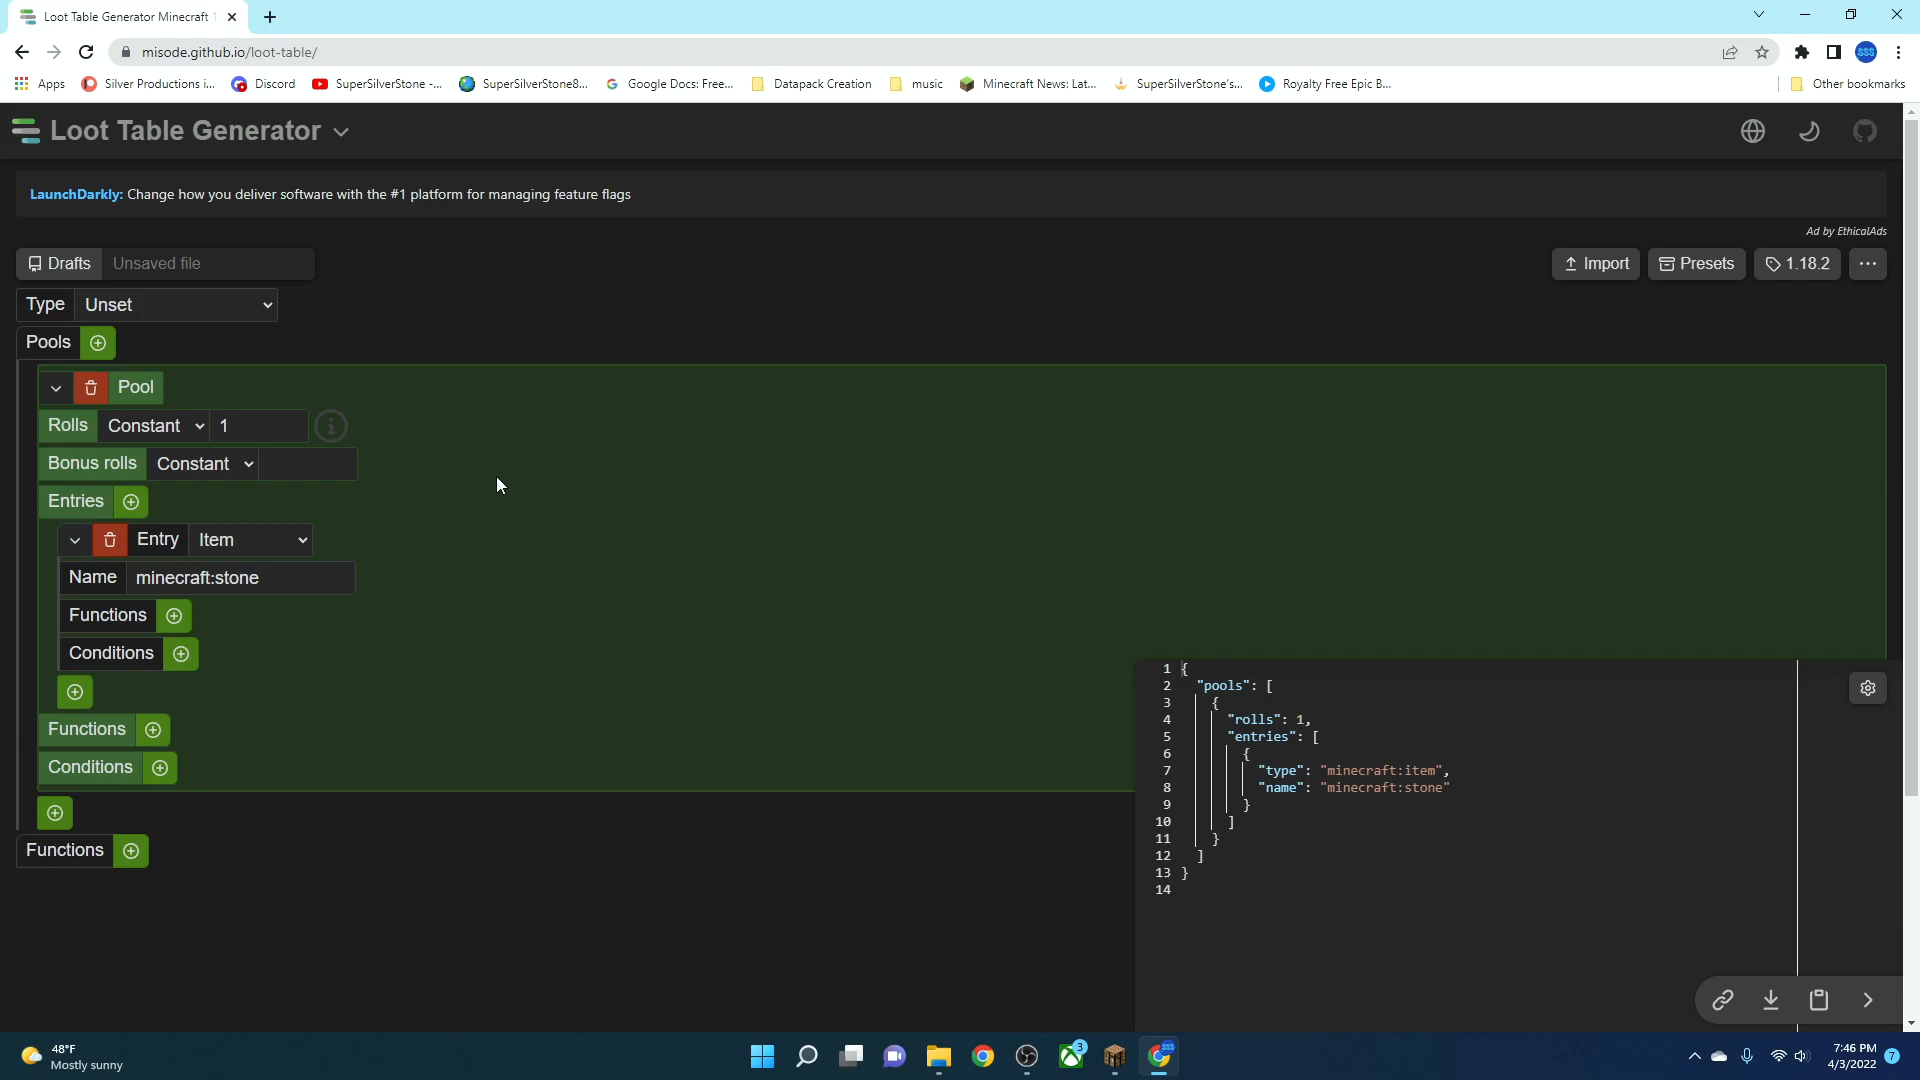 Loot Table Generator Minecraft 1
misode.github.io/loot-table/
SSS
Apps
Silver Productions i...
Discord
SuperSilverStone -...
SuperSilverStone8...
Google Docs: Free...
Datapack Creation
music
Minecraft News: Lat...
SuperSilverStone's...
Royalty Free Epic B...
Other bookmarks
Loot Table Generator
LaunchDarkly: Change how you deliver software with the #1 platform for managing feature flags
Ad by EthicalAds
Drafts Unsaved file
Import
Presets
1.18.2
Type Unset
Pools
Pool
Rolls Constant 1
Bonus rolls Constant
Entries
Entry Item
Name minecraft:stone
Functions
Conditions
Functions
Conditions
Functions
1 {
2 "pools": [
3 {
4 "rolls": 1,
5 "entries": [
6 {
7 "type": "minecraft:item",
8 "name": "minecraft:stone"
9 }
10 ]
11 }
12 ]
13 }
14
48°F
Mostly sunny
3
7:46 PM
4/3/2022
7